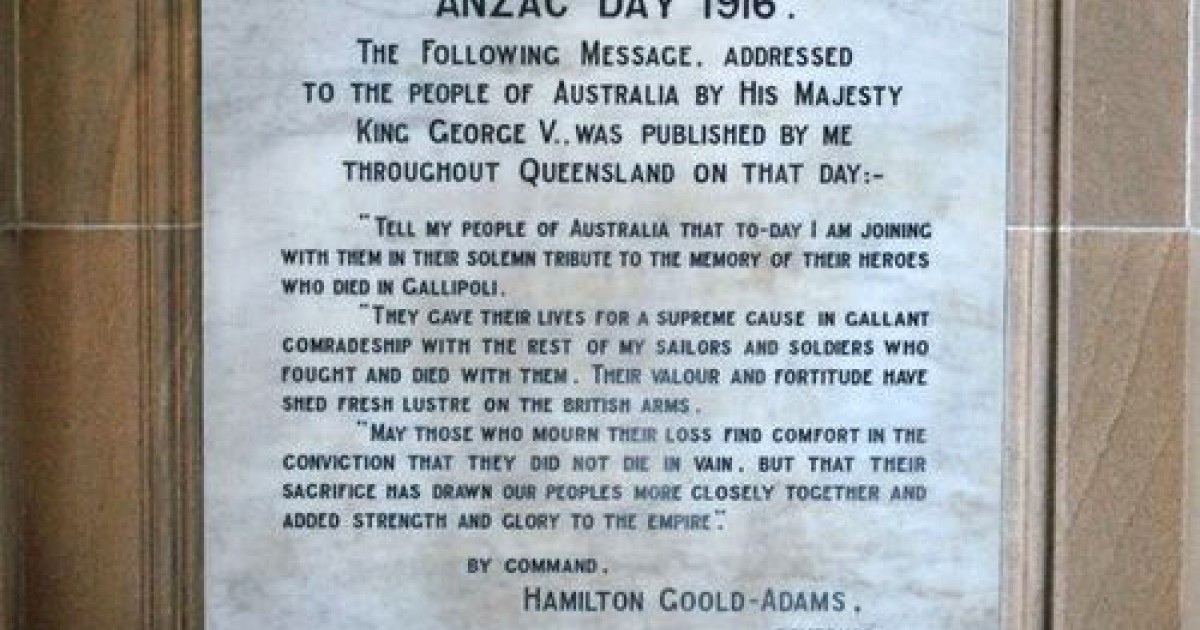 ANZAC DAY 1916.
THE FOLLOWING MESSAGE, ADDRESSED
TO THE PEOPLE OF AUSTRALIA BY HIS MAJESTY
KING GEORGE V., WAS PUBLISHED BY ME
THROUGHOUT QUEENSLAND ON THAT DAY:-
"TELL MY PEOPLE OF AUSTRALIA THAT TO-DAY I AM JOINING
WITH THEM IN THEIR SOLEMN TRIBUTE TO THE MEMORY OF THEIR HEROES
WHO DIED IN GALLIPOLI.
"THEY GAVE THEIR LIVES FOR A SUPREME CAUSE IN GALLANT
COMRADESHIP WITH THE REST OF MY SAILORS AND SOLDIERS WHO
FOUGHT AND DIED WITH THEM. THEIR VALOUR AND FORTITUDE HAVE
SHED FRESH LUSTRE ON THE BRITISH ARMS.
"MAY THOSE WHO MOURN THEIR LOSS FIND COMFORT IN THE
CONVICTION THAT THEY DID NOT DIE IN VAIN, BUT THAT THEIR
SACRIFICE HAS DRAWN OUR PEOPLES MORE CLOSELY TOGETHER AND
ADDED STRENGTH AND GLORY TO THE EMPIRE".
BY COMMAND,
HAMILTON GOOLD-ADAMS,